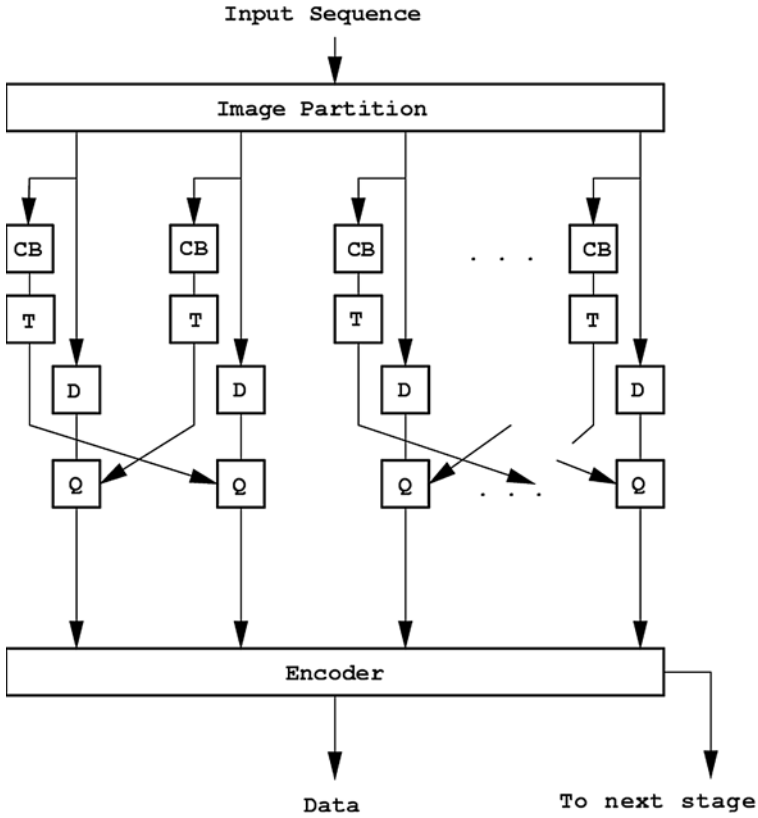 Input Sequence
Image Partition
CB CB CB . . . CB
T T T T
D D D D
Q Q Q . . . Q
Encoder
Data To next stage